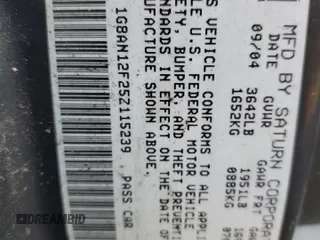 MFD BY SATURN CORPORA
DATE GVWR GAWR FRT
09/04 3642LB 1951LB
1652KG 0885KG
S VEHICLE CONFORMS TO ALL APPL
LE U.S. FEDERAL MOTOR VEHICLE
ETY, BUMPER, AND THEFT PREVENTI
NDARDS IN EFFECT ON THE DATE OF
UFACTURE SHOWN ABOVE.
1G8AN12F25Z115239 PASS CAR
DREAMBID